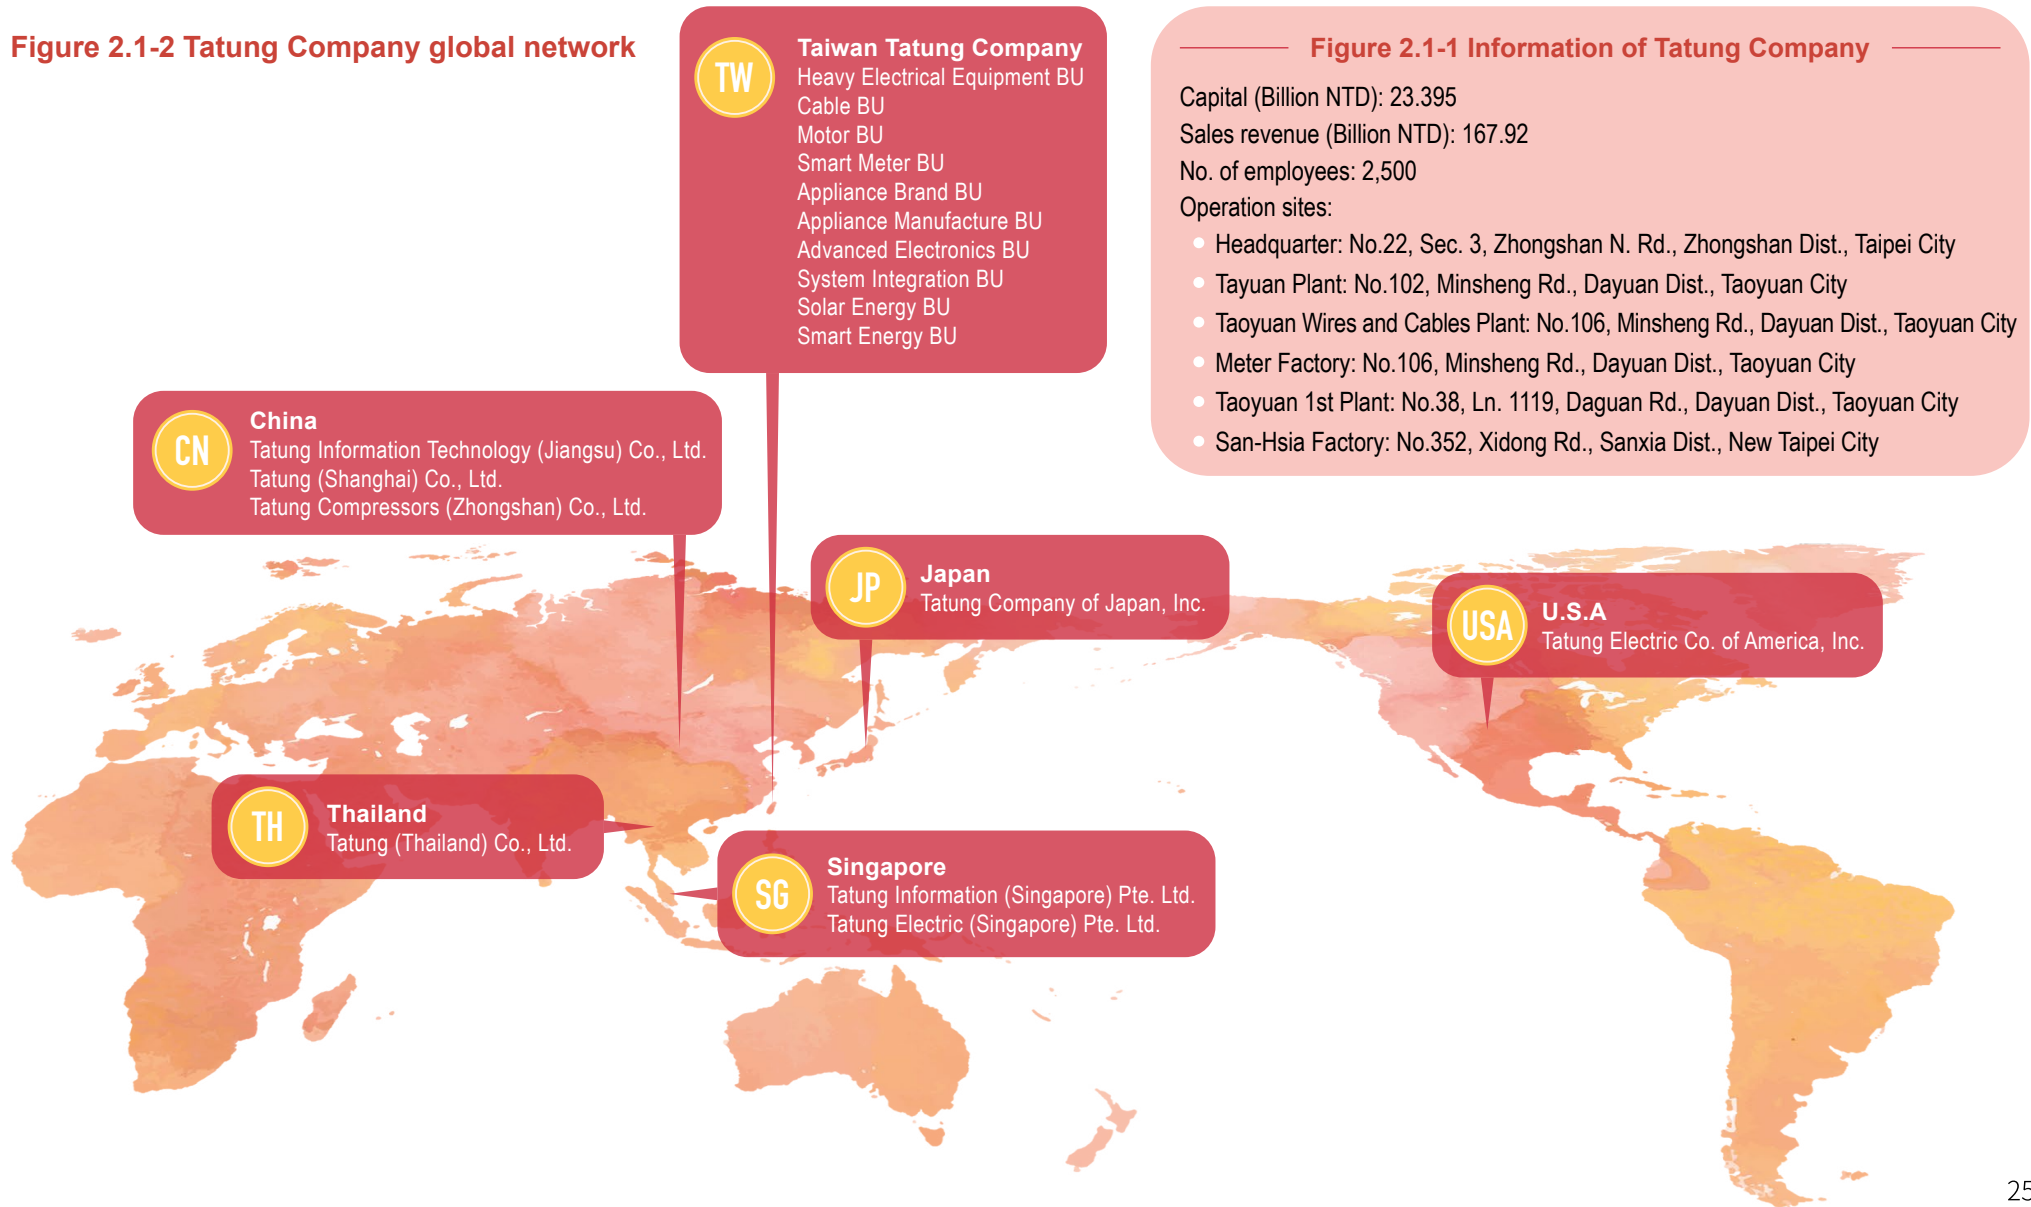 Figure 2.1-2 Tatung Company global network
TW
Taiwan Tatung Company
Heavy Electrical Equipment BU
Cable BU
Motor BU
Smart Meter BU
Appliance Brand BU
Appliance Manufacture BU
Advanced Electronics BU
System Integration BU
Solar Energy BU
Smart Energy BU
Figure 2.1-1 Information of Tatung Company
Capital (Billion NTD): 23.395
Sales revenue (Billion NTD): 167.92
No. of employees: 2,500
Operation sites:
Headquarter: No.22, Sec. 3, Zhongshan N. Rd., Zhongshan Dist., Taipei City
Tayuan Plant: No.102, Minsheng Rd., Dayuan Dist., Taoyuan City
Taoyuan Wires and Cables Plant: No.106, Minsheng Rd., Dayuan Dist., Taoyuan City
Meter Factory: No.106, Minsheng Rd., Dayuan Dist., Taoyuan City
Taoyuan 1st Plant: No.38, Ln. 1119, Daguan Rd., Dayuan Dist., Taoyuan City
San-Hsia Factory: No.352, Xidong Rd., Sanxia Dist., New Taipei City
CN
China
Tatung Information Technology (Jiangsu) Co., Ltd.
Tatung (Shanghai) Co., Ltd.
Tatung Compressors (Zhongshan) Co., Ltd.
JP
Japan
Tatung Company of Japan, Inc.
USA
U.S.A
Tatung Electric Co. of America, Inc.
TH
Thailand
Tatung (Thailand) Co., Ltd.
SG
Singapore
Tatung Information (Singapore) Pte. Ltd.
Tatung Electric (Singapore) Pte. Ltd.
25